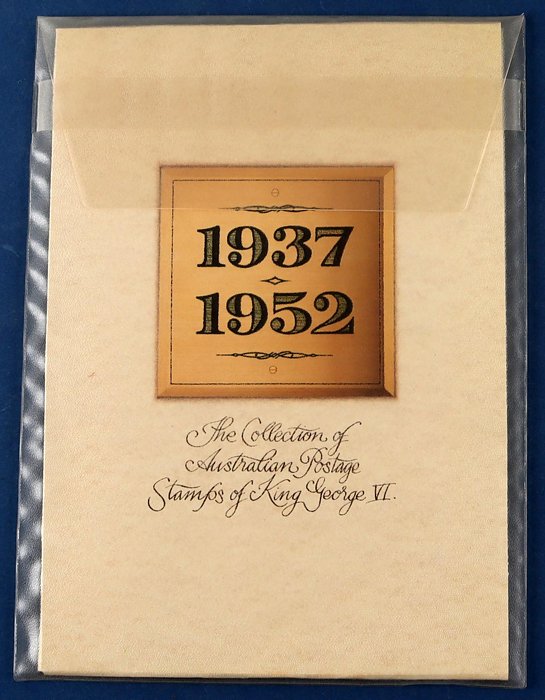 1937
1952
The Collection of
Australian Postage
Stamps of King George VI.